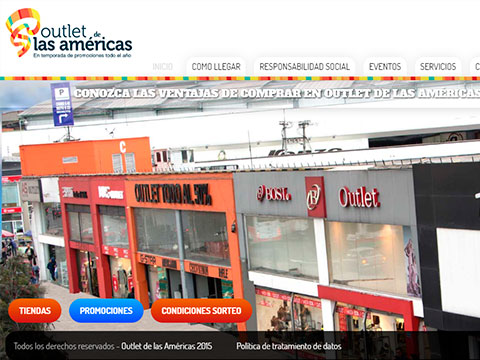 outlet de
las américas
En temporada de promociones todo el año
INICIO
COMO LLEGAR
RESPONSABILIDAD SOCIAL
EVENTOS
SERVICIOS
C
CONOZCA LAS VENTAJAS DE COMPRAR EN OUTLET DE LAS AMÉRICAS
C
OUTLET TODO AL 50%
BOSI
Outlet
TIENDAS
PROMOCIONES
CONDICIONES SORTEO
Todos los derechos reservados - Outlet de las Américas 2015
Política de tratamiento de datos